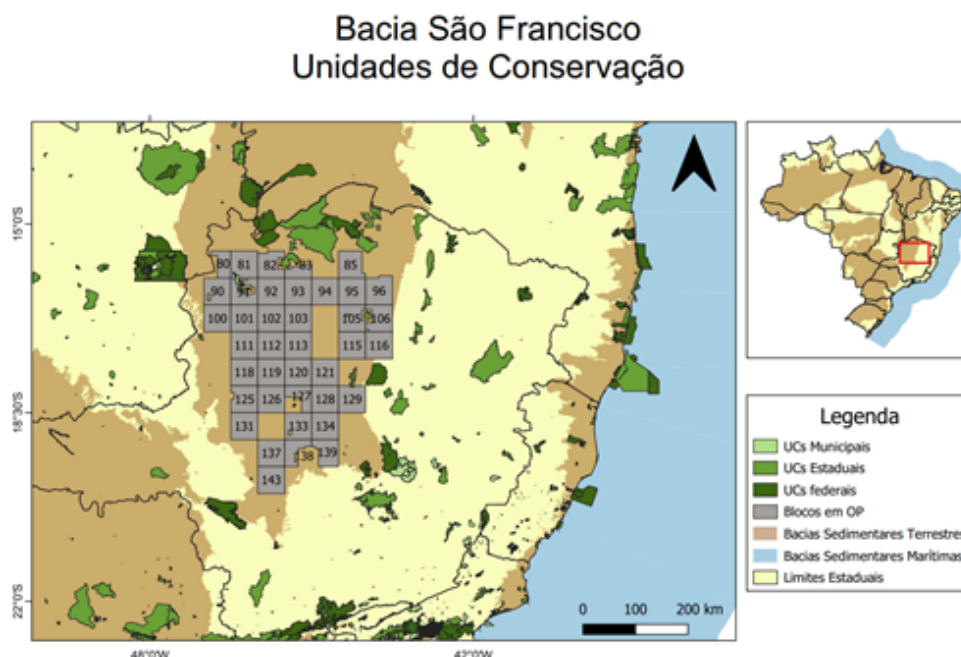 Bacia São Francisco
Unidades de Conservação
15°0'S
18°30'S
22°0'S
48°0'W
42°0'W
80 81 82 83 85
90 91 92 93 94 95 96
100 101 102 103 105 106
111 112 113 115 116
118 119 120 121
125 126 127 128 129
131 133 134
137 138 139
143
0 100 200 km
Legenda
UCs Municipais
UCs Estaduais
UCs federais
Blocos em OP
Bacias Sedimentares Terrestres
Bacias Sedimentares Marítimas
Limites Estaduais